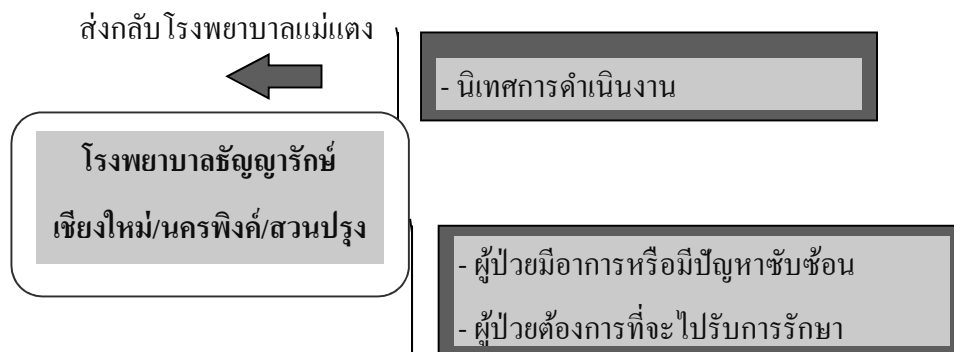 ส่งกลับโรงพยาบาลแม่แตง
- นิเทศการดำเนินงาน
โรงพยาบาลธัญญารักษ์
เชียงใหม่/นครพิงค์/สวนปรุง
- ผู้ป่วยมีอาการหรือมีปัญหาซับซ้อน
- ผู้ป่วยต้องการที่จะไปรับการรักษา